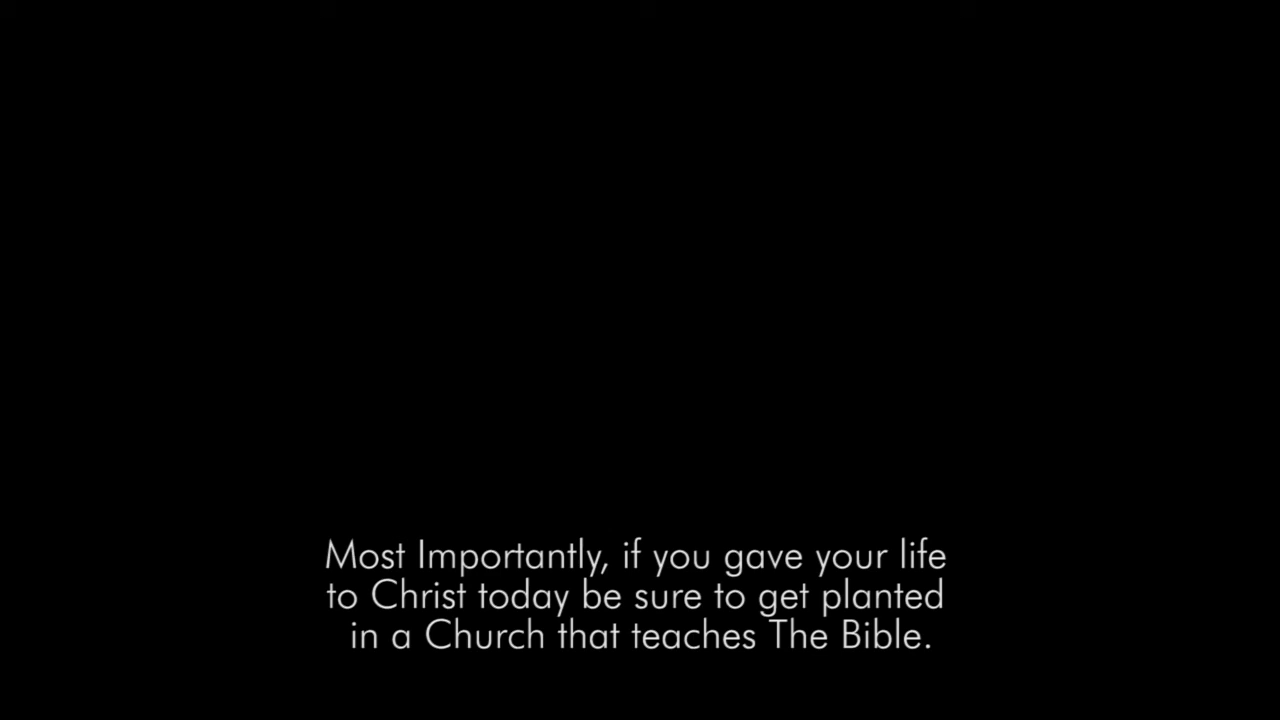 Most Importantly, if you gave your life
to Christ today be sure to get planted
in a Church that teaches The Bible.